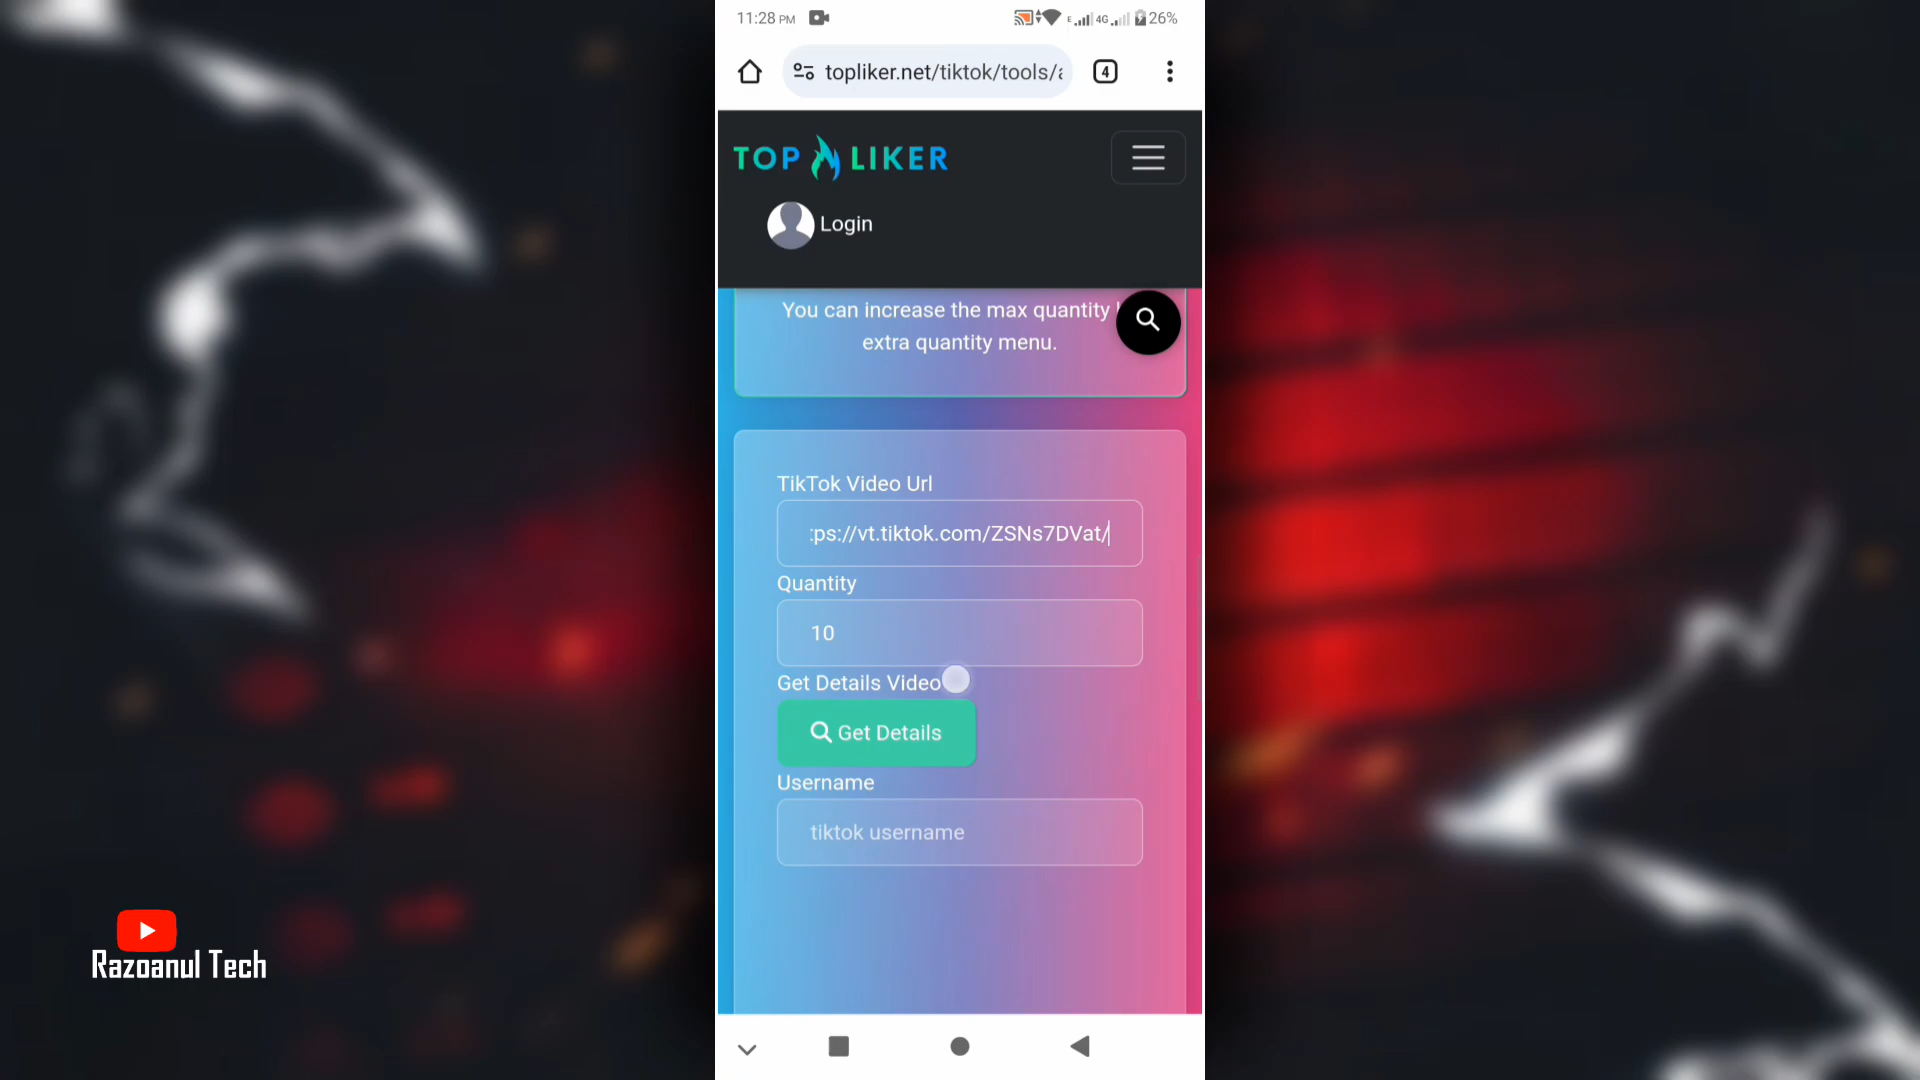 11:28 PM
E 4G 26%
topliker.net/tiktok/tools/a
4
TOP LIKER
Login
You can increase the max quantity
extra quantity menu.
TikTok Video Url
:ps://vt.tiktok.com/ZSNs7DVat/
Quantity
10
Get Details Video
Get Details
Username
tiktok username
Razoanul Tech